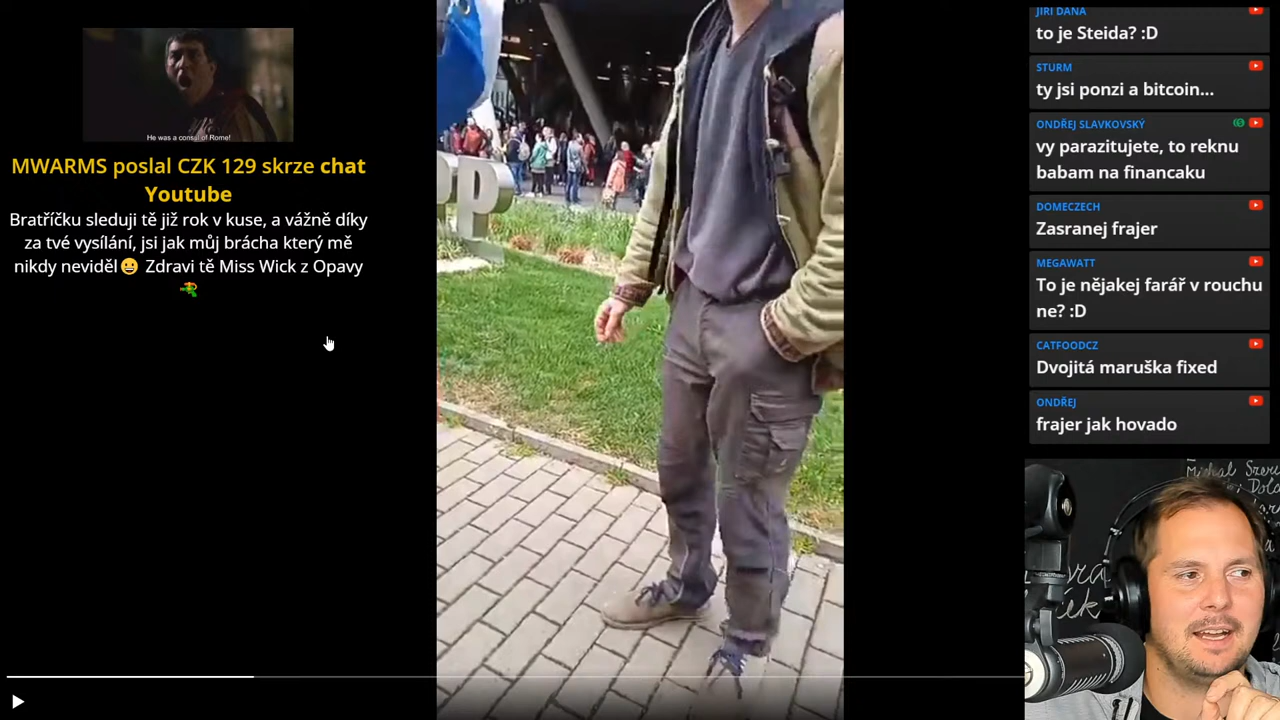 He was a consul of Rome!
MWARMS poslal CZK 129 skrze chat
Youtube
Bratříčku sleduji tě již rok v kuse, a vážně díky
za tvé vysílání, jsi jak můj brácha který mě
nikdy neviděl😀 Zdravi tě Miss Wick z Opavy
PP
JIŘÍ DANA
to je Steida? :D
STURM
ty jsi ponzi a bitcoin...
ONDŘEJ SLAVKOVSKÝ
vy parazitujete, to reknu
babam na financaku
DOMECZECH
Zasranej frajer
MEGAWATT
To je nějakej farář v rouchu
ne? :D
CATFOODCZ
Dvojitá maruška fixed
ONDŘEJ
frajer jak hovado
Michal